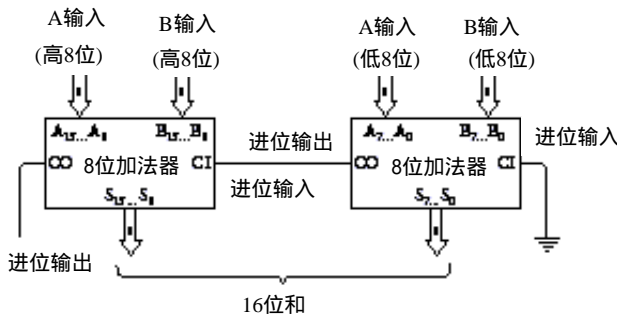 A输入
(高8位)
B输入
(高8位)
A输入
(低8位)
B输入
(低8位)
A15...A8
B15...B8
CO
8位加法器
CI
S15...S8
进位输出
进位输入
A7...A0
B7...B0
CO
8位加法器
CI
S7...S0
进位输入
进位输出
16位和